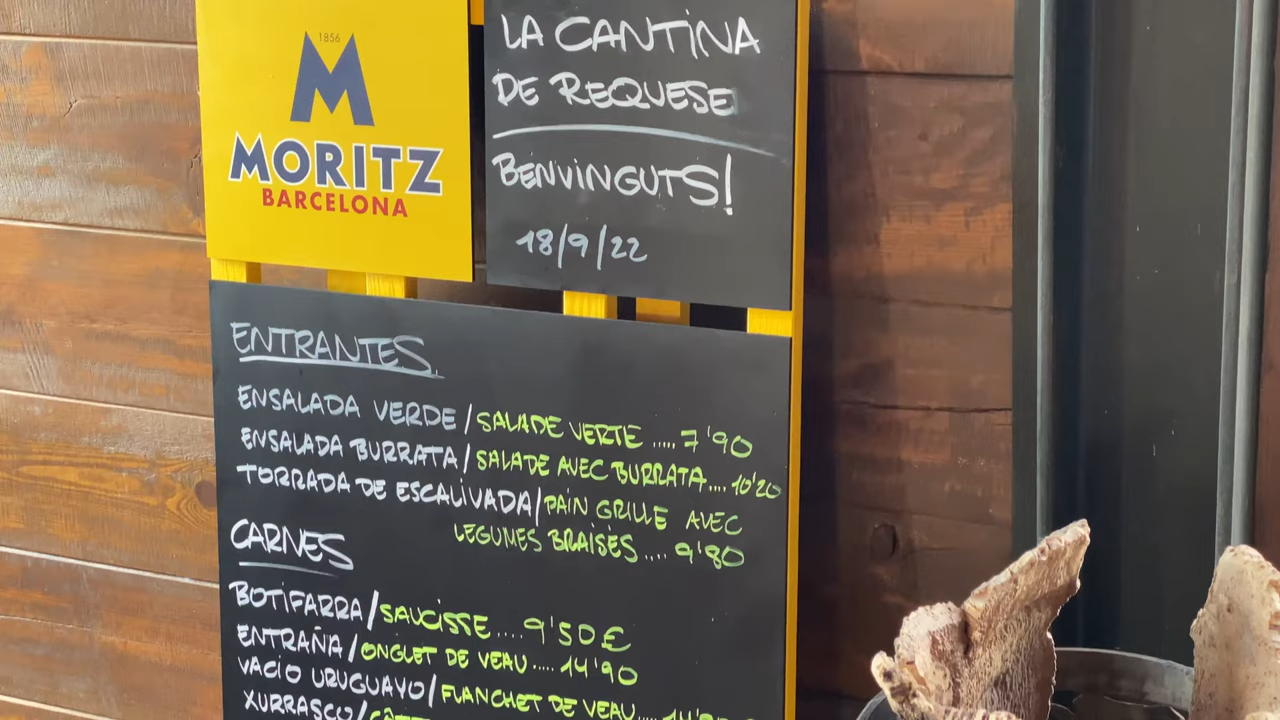 1856
M
MORITZ
BARCELONA
LA CANTINA
DE REQUESE
BENVINGUTS!
18/9/22
ENTRANTES
ENSALADA VERDE/SALADE VERTE ..... 7'90
ENSALADA BURRATA/SALADE AVEC BURRATA.... 10'20
TORRADA DE ESCALIVADA/PAIN GRILLE AVEC
LEGUMES BRAISÉS.... 9'80
CARNES
BOTIFARRA/SAUCISSE ....9'50€
ENTRAÑA/ONGLET DE VEAU..... 14'90
VACIO URUGUAYO/FLANCHET DE VEAU.....
XURRASCO/